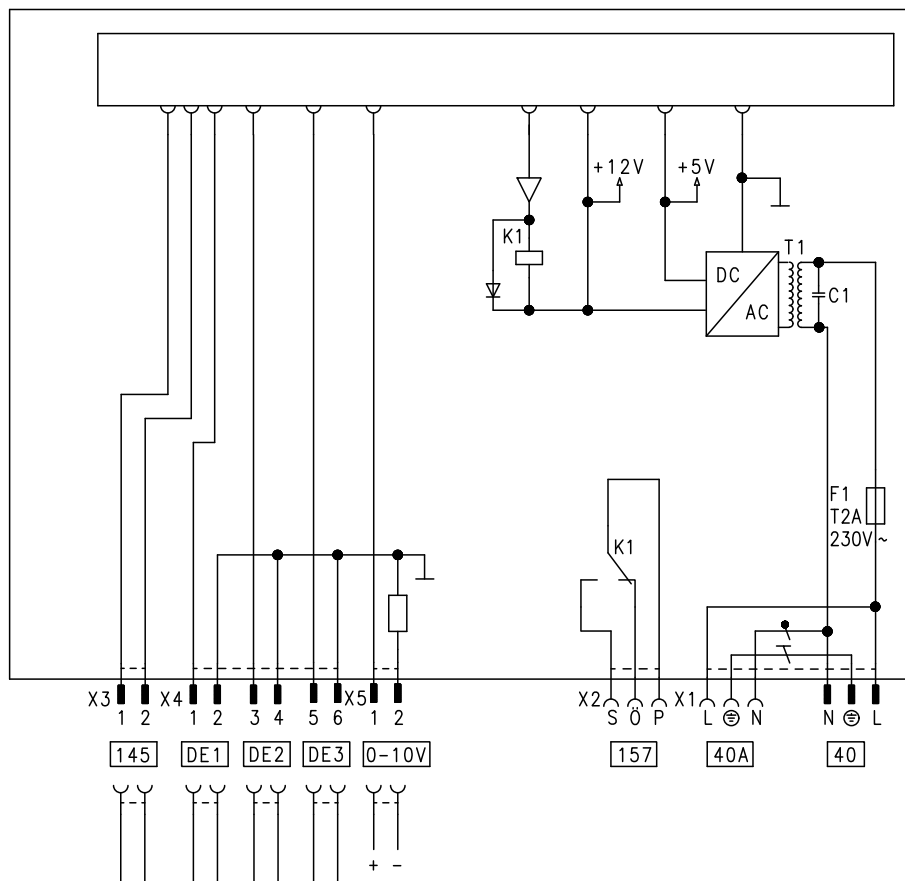 +12V +5V
K1 T1
DC
AC C1
F1
T2A
230V ~
K1
X3 X4 X5 X2 X1
1 2 1 2 3 4 5 6 1 2 S Ö P L N N L
145 DE1 DE2 DE3 0-10V 157 40A 40
+ -